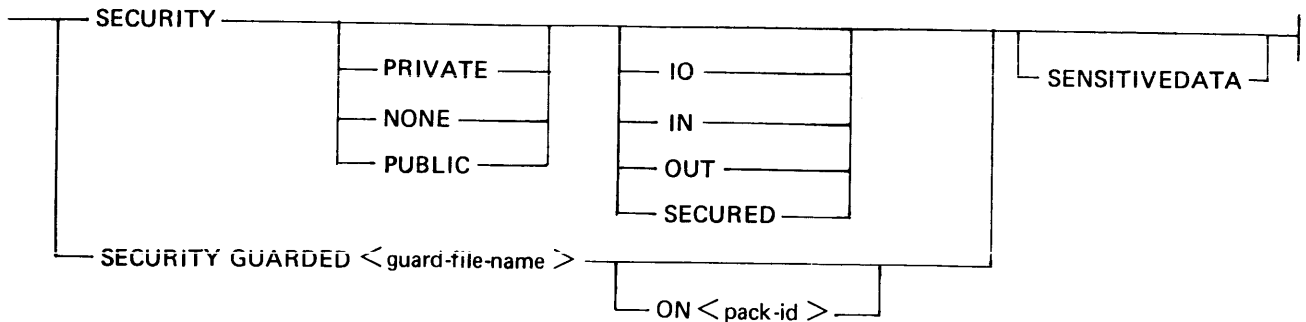 SECURITY
PRIVATE
NONE
PUBLIC
IO
IN
OUT
SECURED
SENSITIVEDATA
SECURITY GUARDED <guard-file-name>
ON <pack-id>